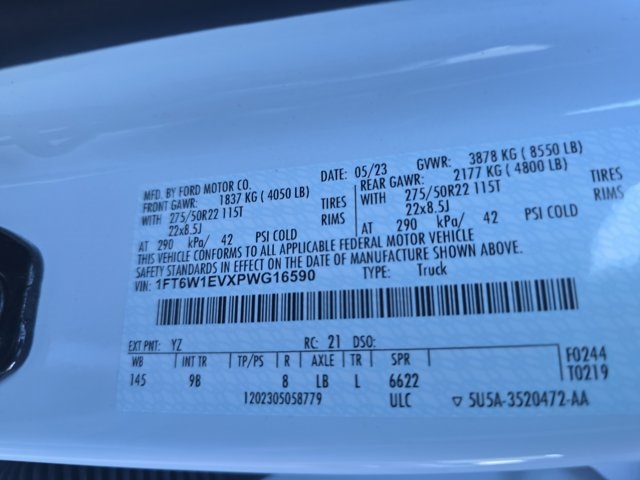 MFD. BY FORD MOTOR CO.
DATE: 05/23 GVWR: 3878 KG ( 8550 LB)
FRONT GAWR: 1837 KG ( 4050 LB)
REAR GAWR: 2177 KG ( 4800 LB)
WITH 275/50R22 115T TIRES
WITH 275/50R22 115T TIRES
22x8.5J RIMS
22x8.5J RIMS
AT 290 kPa/ 42 PSI COLD
AT 290 kPa/ 42 PSI COLD
THIS VEHICLE CONFORMS TO ALL APPLICABLE FEDERAL MOTOR VEHICLE
SAFETY STANDARDS IN EFFECT ON THE DATE OF MANUFACTURE SHOWN ABOVE.
VIN: 1FT6W1EVXPWG16590 TYPE: Truck
EXT PNT: YZ RC: 21 DSO:
WB INT TR TP/PS R AXLE TR SPR F0244
145 9B 8 LB L 6622 T0219
1202305058779 ULC ▽ 5U5A-3520472-AA